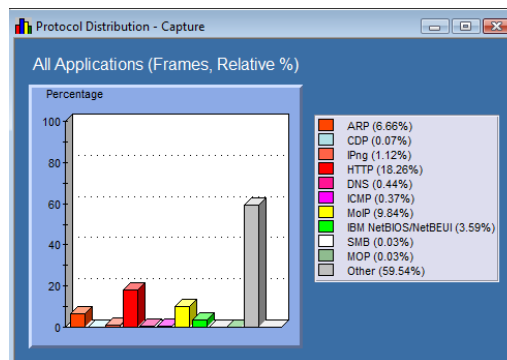 Protocol Distribution - Capture
All Applications (Frames, Relative %)
Percentage
100
80
60
40
20
0
ARP (6.66%)
CDP (0.07%)
IPng (1.12%)
HTTP (18.26%)
DNS (0.44%)
ICMP (0.37%)
MoIP (9.84%)
IBM NetBIOS/NetBEUI (3.59%)
SMB (0.03%)
MOP (0.03%)
Other (59.54%)